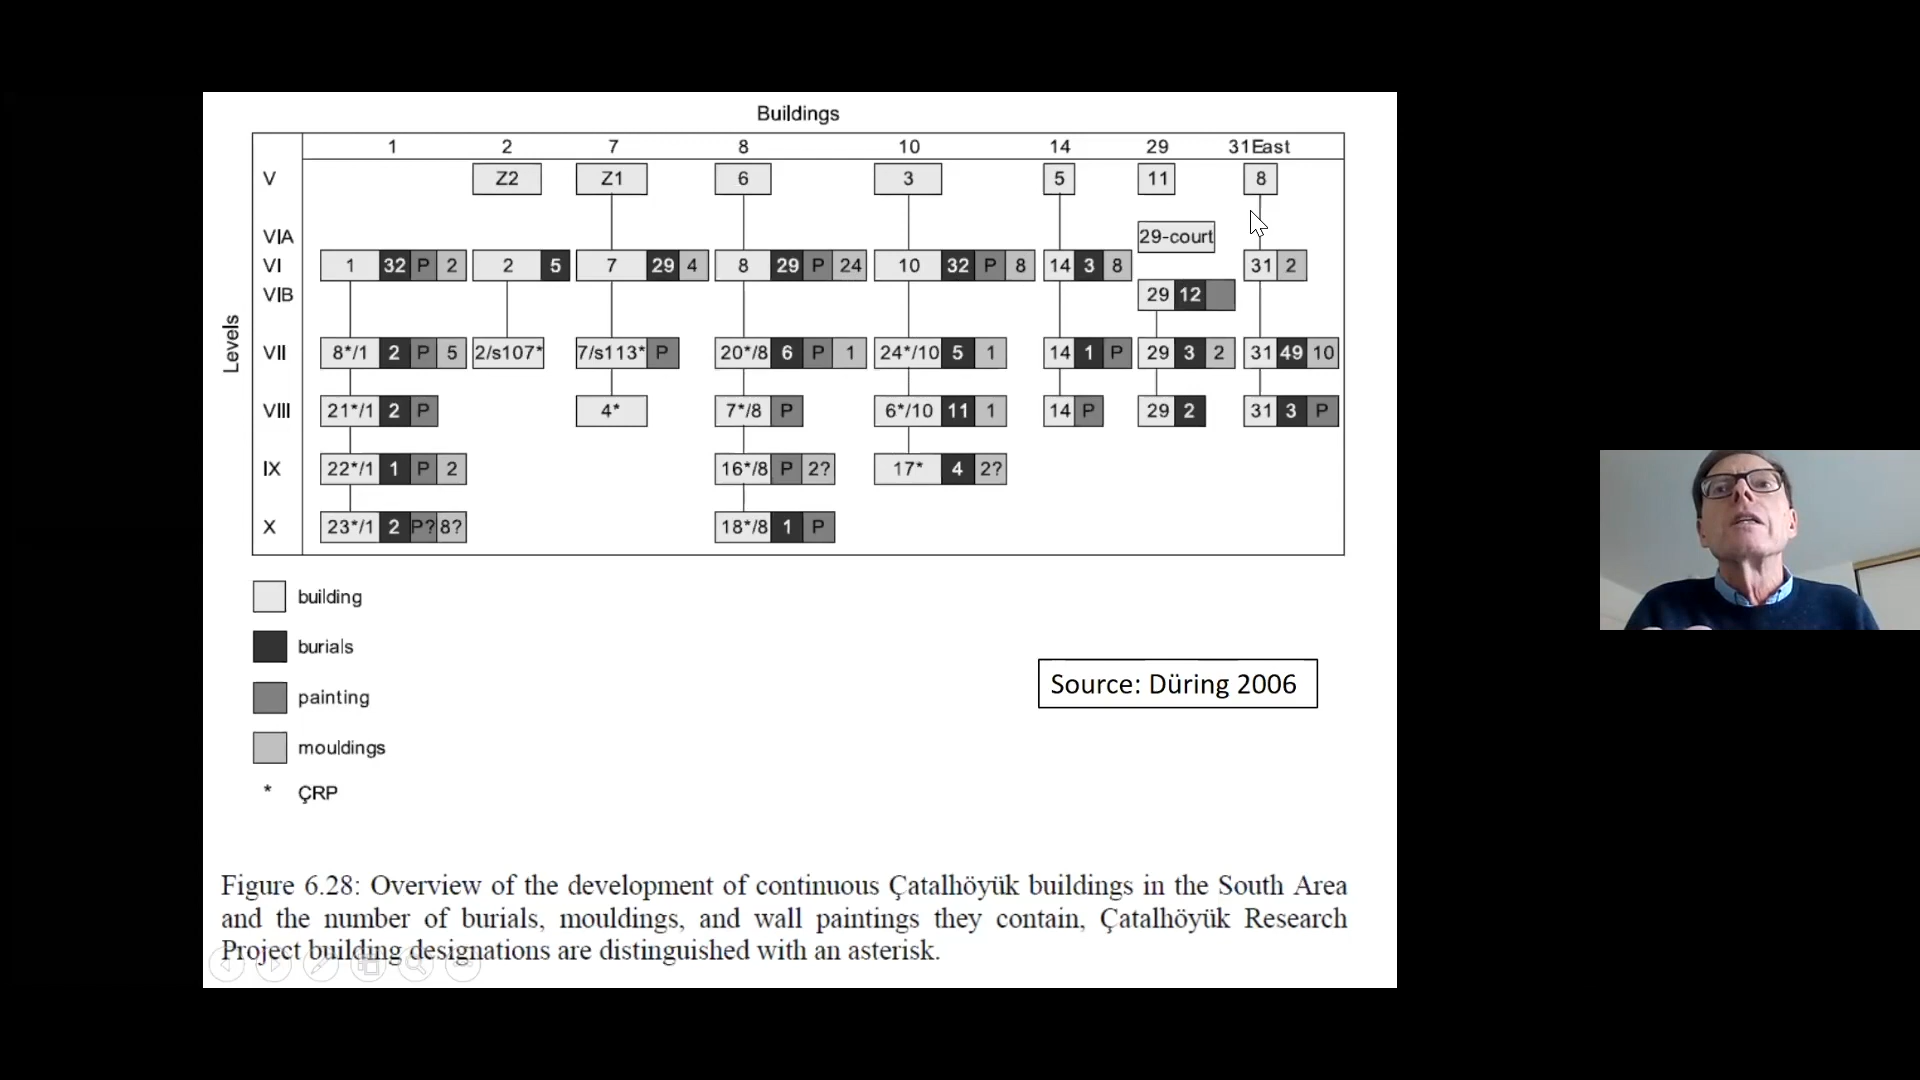 Buildings
1 2 7 8 10 14 29 31East
V Z2 Z1 6 3 5 11 8
VIA 29-court
VI 1 32 P 2 2 5 7 29 4 8 29 P 24 10 32 P 8 14 3 8 31 2
VIB 29 12
Levels
VII 8*/1 2 P 5 2/s107* 7/s113* P 20*/8 6 P 1 24*/10 5 1 14 1 P 29 3 2 31 49 10
VIII 21*/1 2 P 4* 7*/8 P 6*/10 11 1 14 P 29 2 31 3 P
IX 22*/1 1 P 2 16*/8 P 2? 17* 4 2?
X 23*/1 2 P? 8? 18*/8 1 P
building
burials
painting
mouldings
* ÇRP
Source: Düring 2006
Figure 6.28: Overview of the development of continuous Çatalhöyük buildings in the South Area
and the number of burials, mouldings, and wall paintings they contain, Çatalhöyük Research
Project building designations are distinguished with an asterisk.